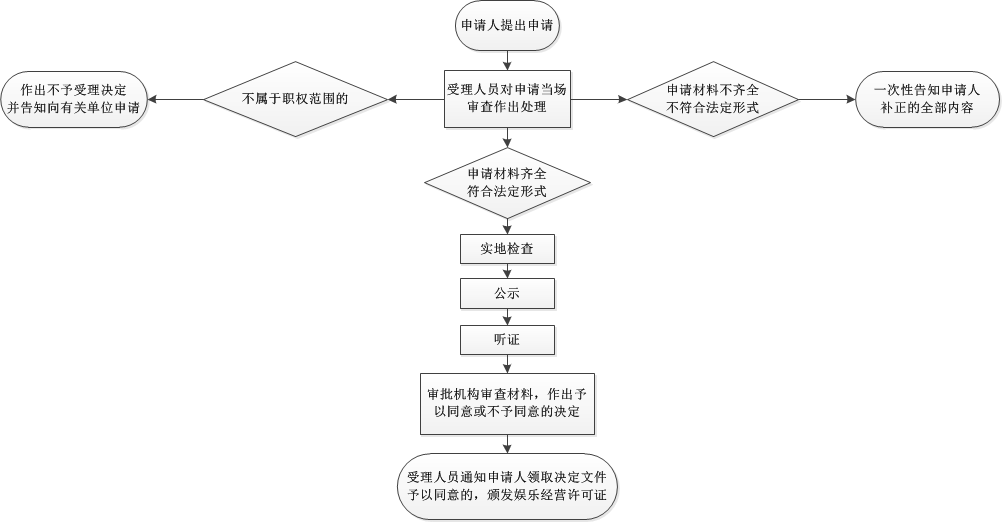 申请人提出申请
作出不予受理决定
并告知向有关单位申请
不属于职权范围的
受理人员对申请当场
审查作出处理
申请材料不齐全
不符合法定形式
一次性告知申请人
补正的全部内容
申请材料齐全
符合法定形式
实地检查
公示
听证
审批机构审查材料，作出予
以同意或不予同意的决定
受理人员通知申请人领取决定文件
予以同意的，颁发娱乐经营许可证